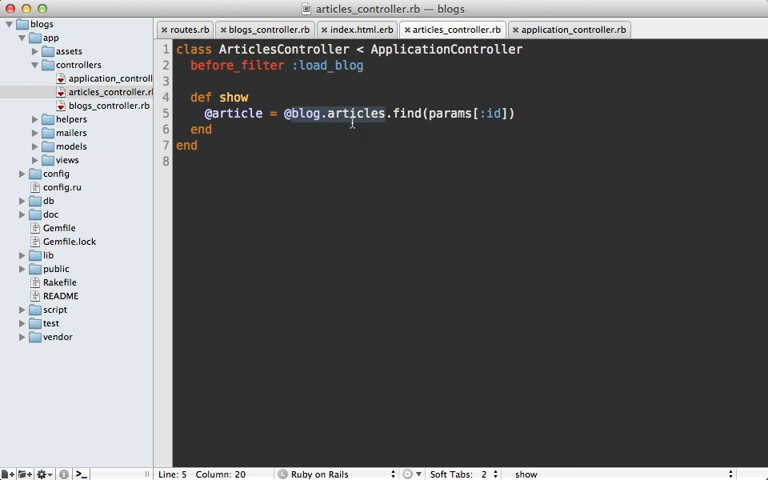 articles_controller.rb — blogs
blogs
app
assets
controllers
application_controll
articles_controller.r
blogs_controller.rb
helpers
mailers
models
views
config
config.ru
db
doc
Gemfile
Gemfile.lock
lib
public
Rakefile
README
script
test
vendor
routes.rb blogs_controller.rb index.html.erb articles_controller.rb application_controller.rb
1 class ArticlesController < ApplicationController
2 before_filter :load_blog
3
4 def show
5 @article = @blog.articles.find(params[:id])
6 end
7 end
8
Line: 5 Column: 20 Ruby on Rails Soft Tabs: 2 show